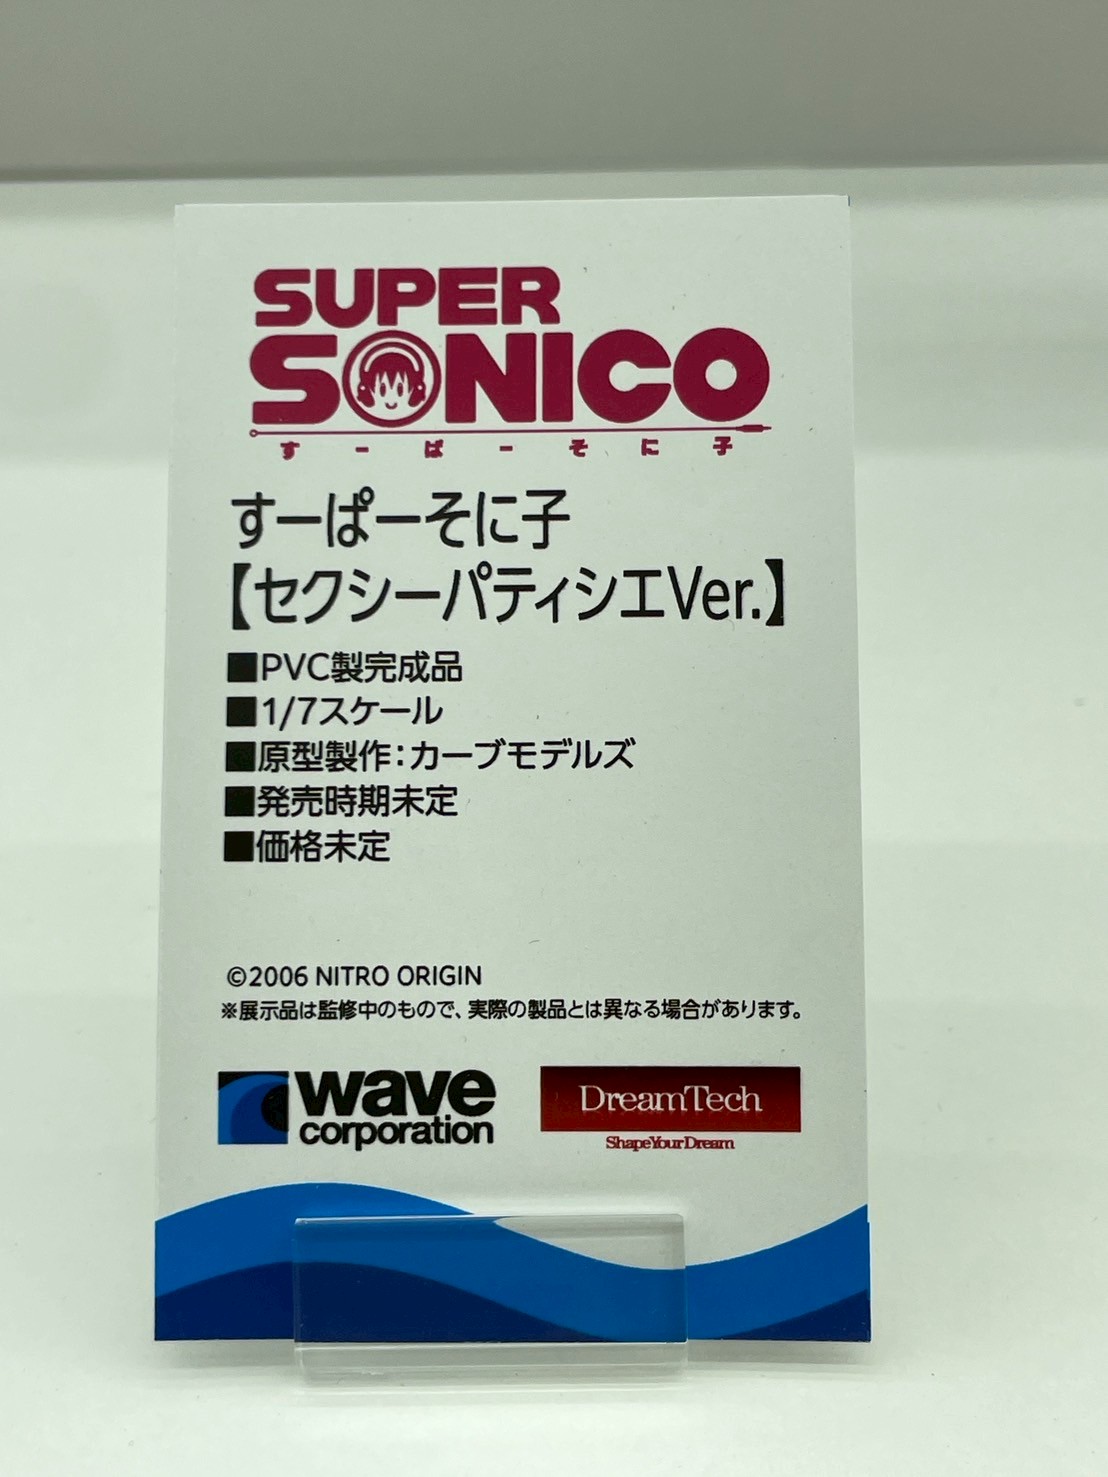 SUPER
SONICO
すーぱーそに子
すーぱーそに子
【セクシーパティシエVer.】
■PVC製完成品
■1/7スケール
■原型製作：カーブモデルズ
■発売時期未定
■価格未定
©2006 NITRO ORIGIN
※展示品は監修中のもので、実際の製品とは異なる場合があります。
wave
corporation
DreamTech
Shape Your Dream